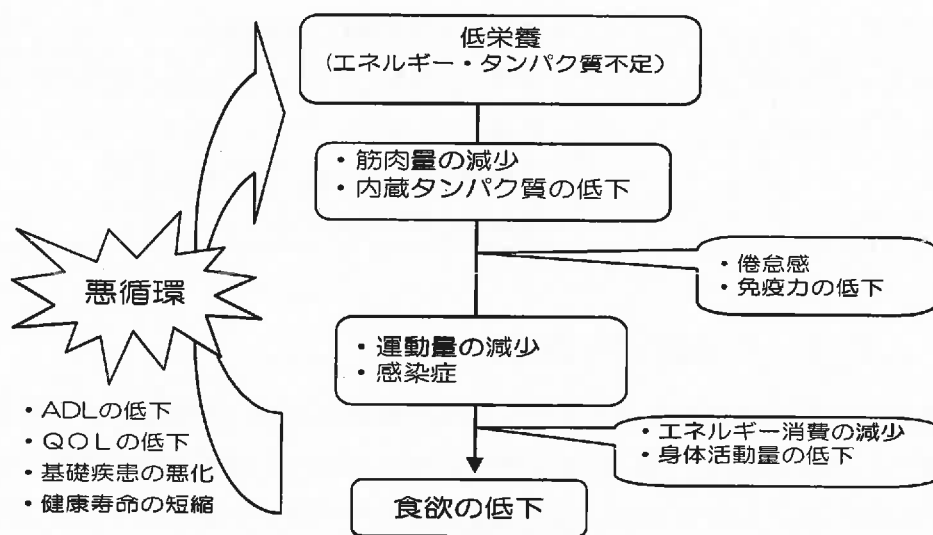 低栄養
(エネルギー・タンパク質不足)
・筋肉量の減少
・内蔵タンパク質の低下
・倦怠感
・免疫力の低下
悪循環
・運動量の減少
・感染症
・ADLの低下
・QOLの低下
・基礎疾患の悪化
・健康寿命の短縮
・エネルギー消費の減少
・身体活動量の低下
食欲の低下